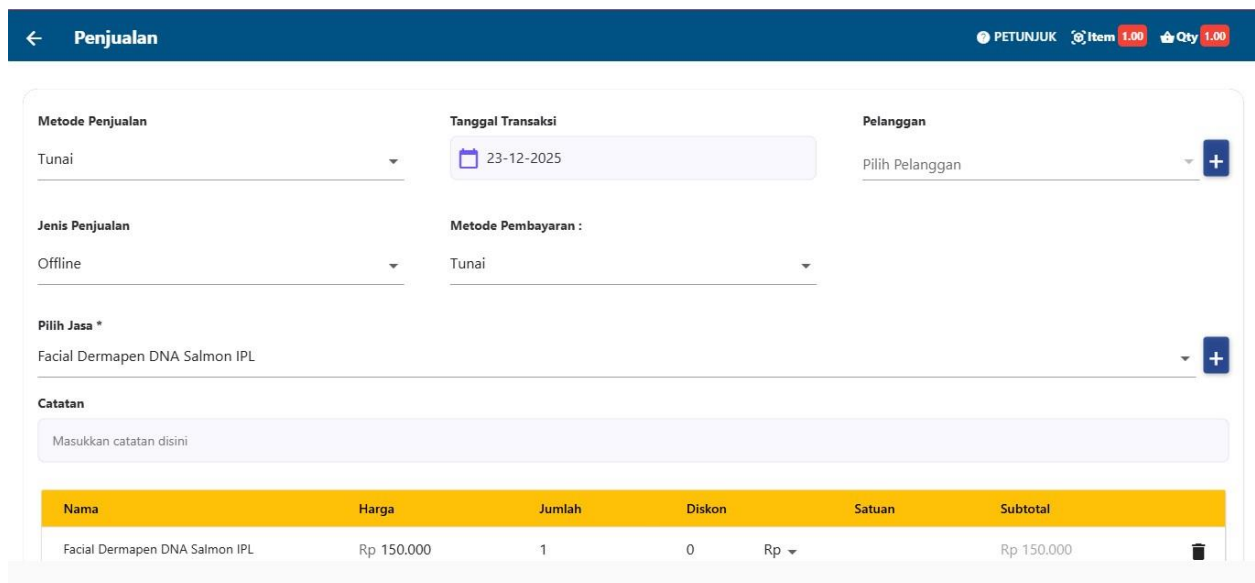 Penjualan
PETUNJUK Item 1.00 Qty 1.00
Metode Penjualan
Tunai
Tanggal Transaksi
23-12-2025
Pelanggan
Pilih Pelanggan
+
Jenis Penjualan
Offline
Metode Pembayaran :
Tunai
Pilih Jasa *
Facial Dermapen DNA Salmon IPL
+
Catatan
Masukkan catatan disini
Nama Harga Jumlah Diskon Satuan Subtotal
Facial Dermapen DNA Salmon IPL Rp 150.000 1 0 Rp Rp 150.000